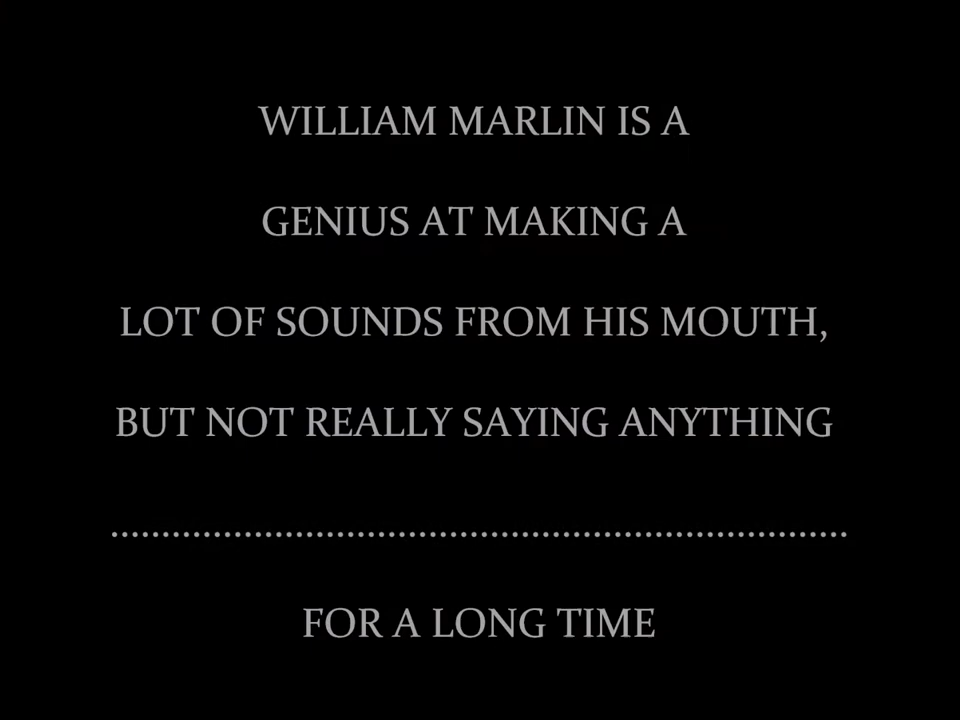 WILLIAM MARLIN IS A
GENIUS AT MAKING A
LOT OF SOUNDS FROM HIS MOUTH,
BUT NOT REALLY SAYING ANYTHING
........................................................................
FOR A LONG TIME